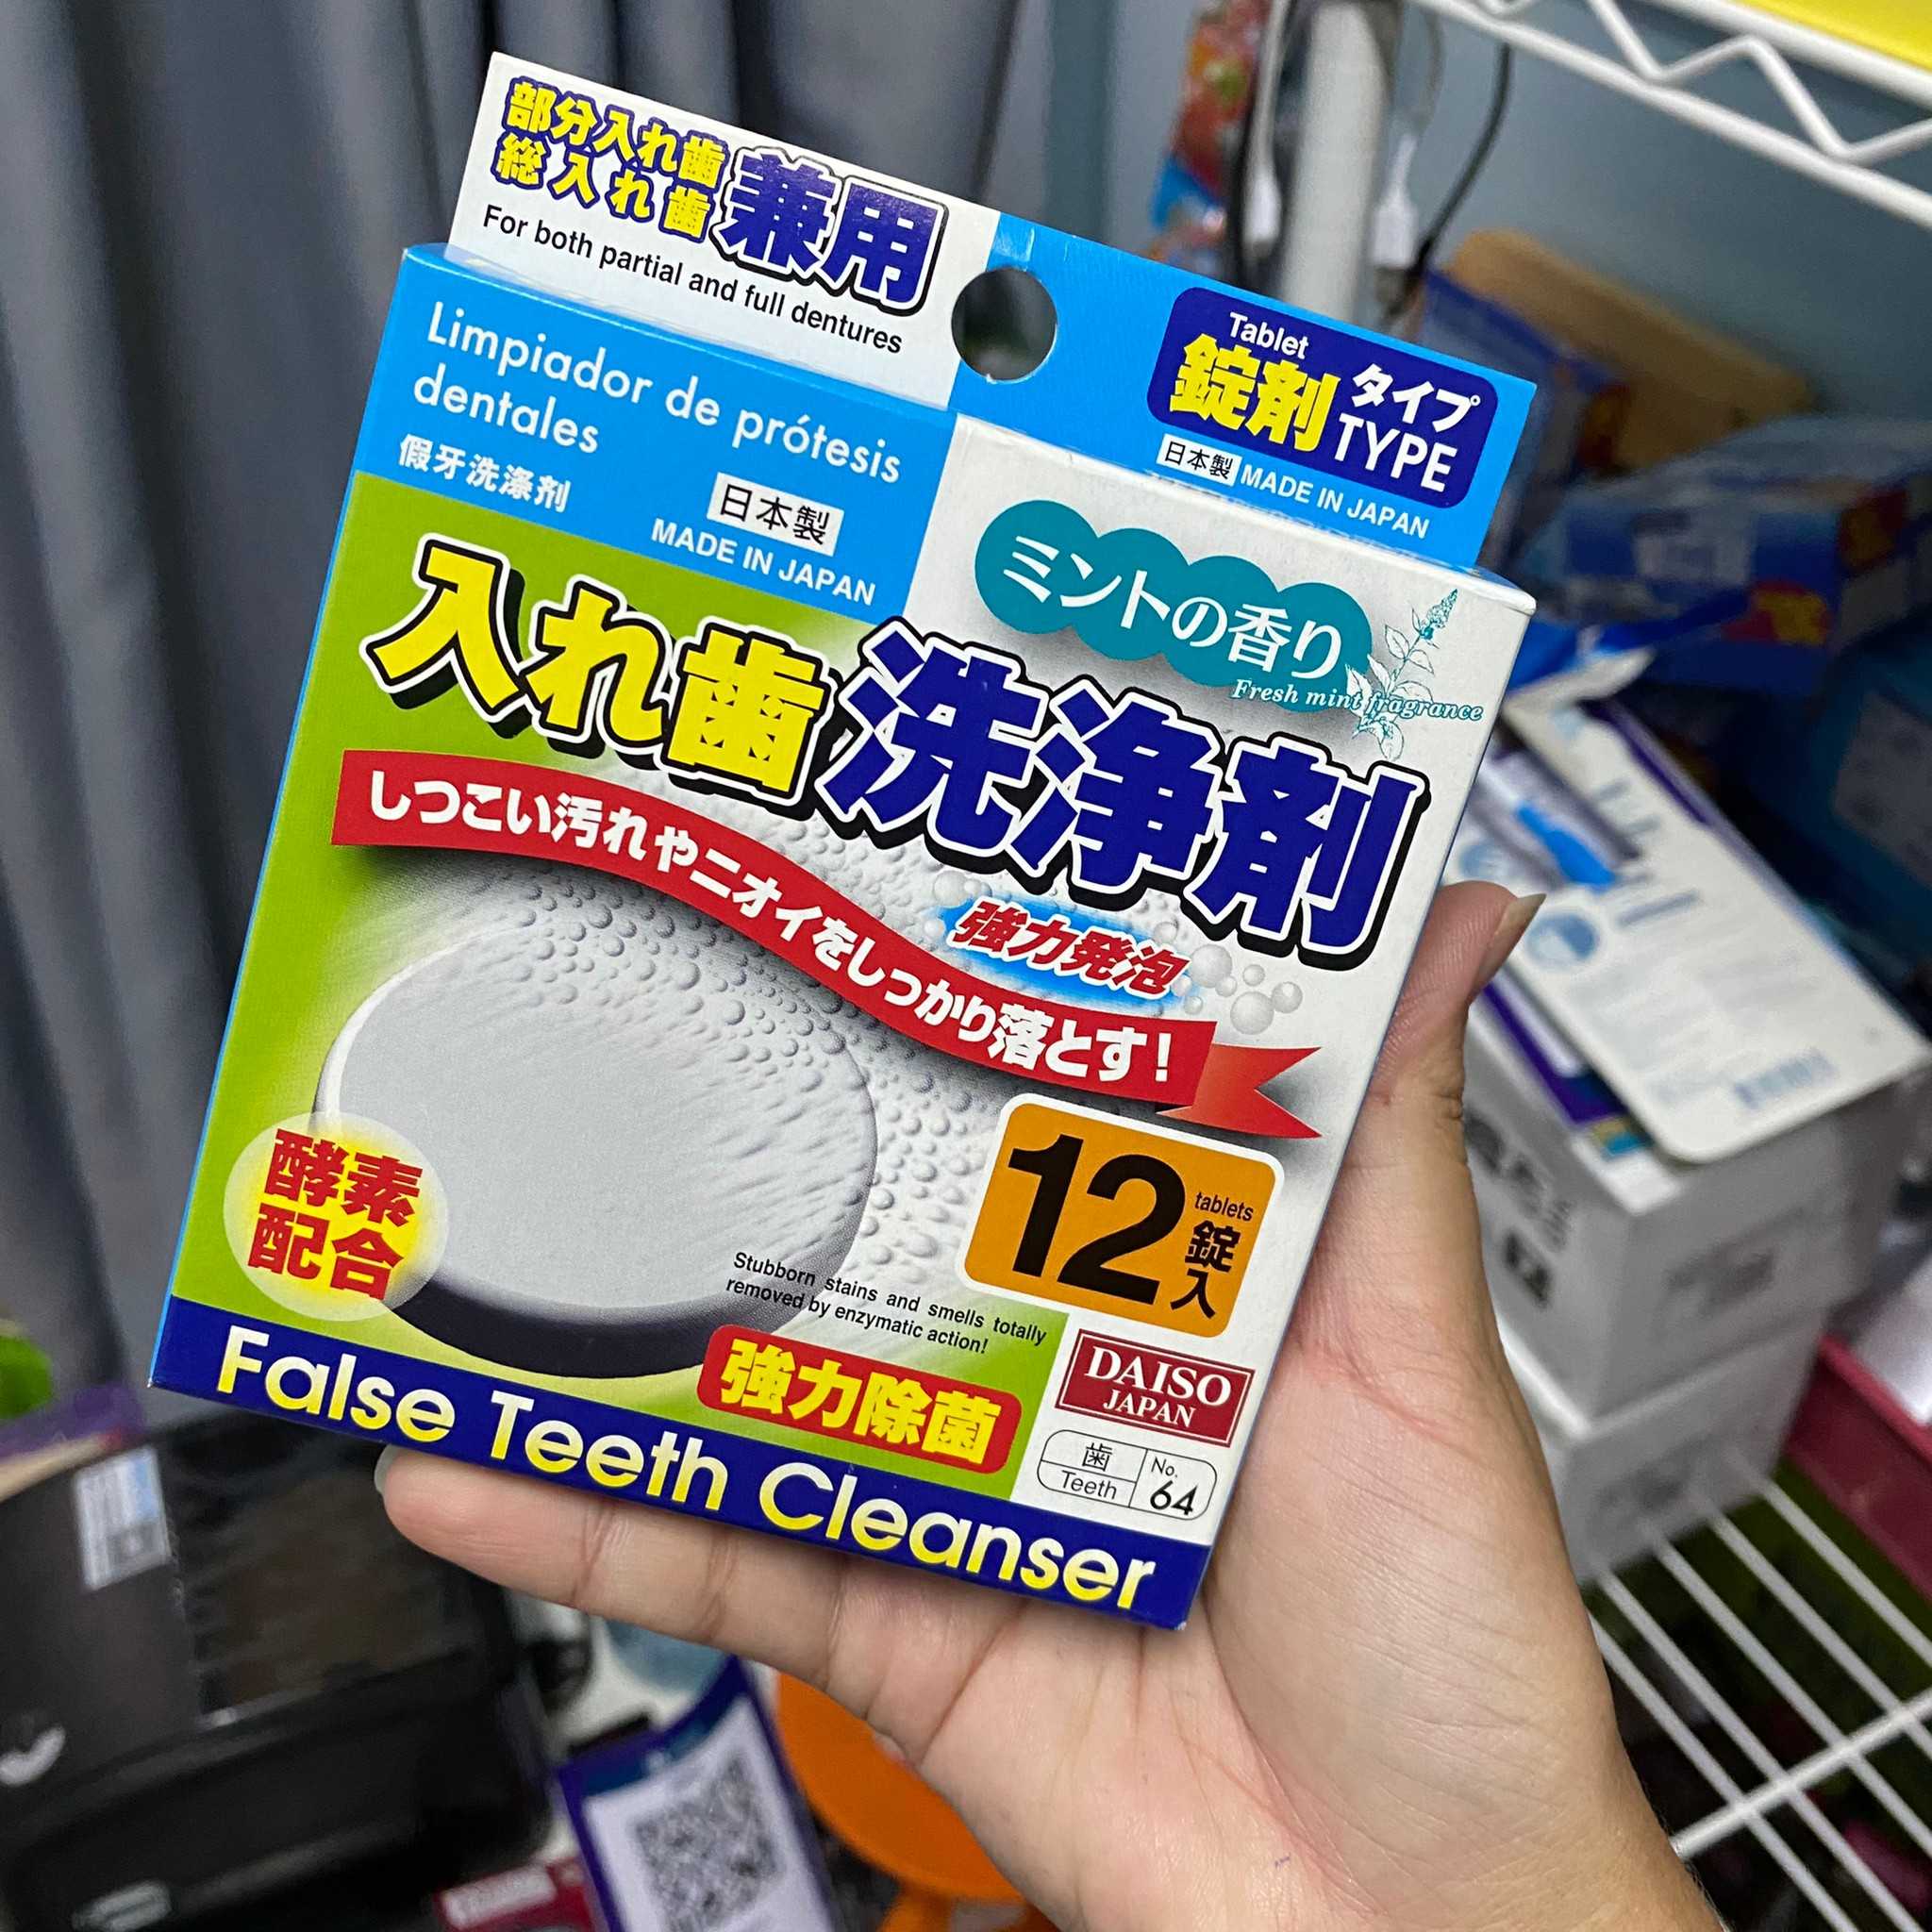 部分入れ歯
総入れ歯
兼用
For both partial and full dentures
Tablet
錠剤 タイプ
TYPE
日本製 MADE IN JAPAN
Limpiador de prótesis
dentales
假牙洗涤剂
日本製
MADE IN JAPAN
ミントの香り
Fresh mint fragrance
入れ歯洗浄剤
しつこい汚れやニオイをしっかり落とす!
強力発泡
酵素
配合
12 tablets
錠入
Stubborn stains and smells totally
removed by enzymatic action!
強力除菌
DAISO
JAPAN
歯
Teeth
No.
64
False Teeth Cleanser